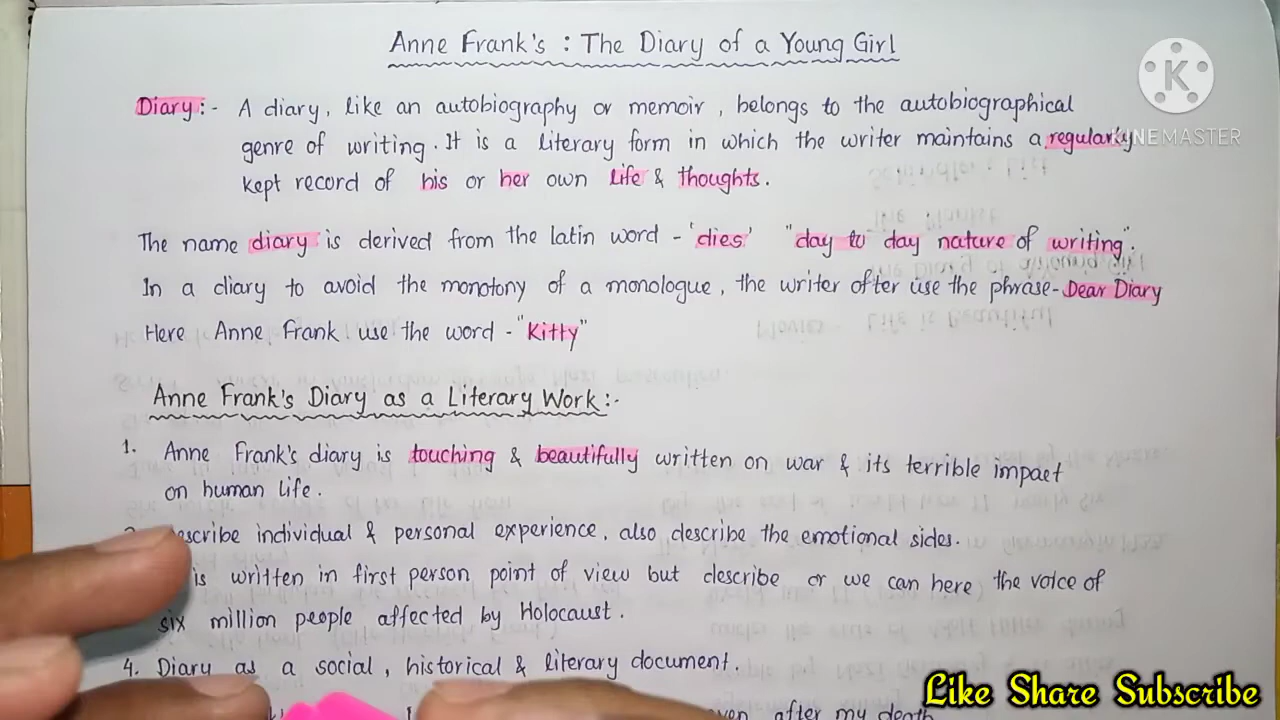 Anne Frank's : The Diary of a Young Girl
K
NEMASTER
Diary :- A diary, like an autobiography or memoir, belongs to the autobiographical
genre of writing. It is a literary form in which the writer maintains a regularly
kept record of his or her own life & thoughts.
The name diary is derived from the latin word - 'dies' "day to day nature of writing".
In a diary to avoid the monotony of a monologue, the writer ofter use the phrase - Dear Diary
Here Anne Frank use the word - "Kitty"
Anne Frank's Diary as a Literary Work :-
1. Anne Frank's diary is touching & beautifully written on war & its terrible impact
on human life.
escribe individual & personal experience, also describe the emotional sides.
is written in first person point of view but describe or we can here the voice of
six million people affected by Holocaust.
4. Diary as a social, historical & literary document.
after my death
Like Share Subscribe